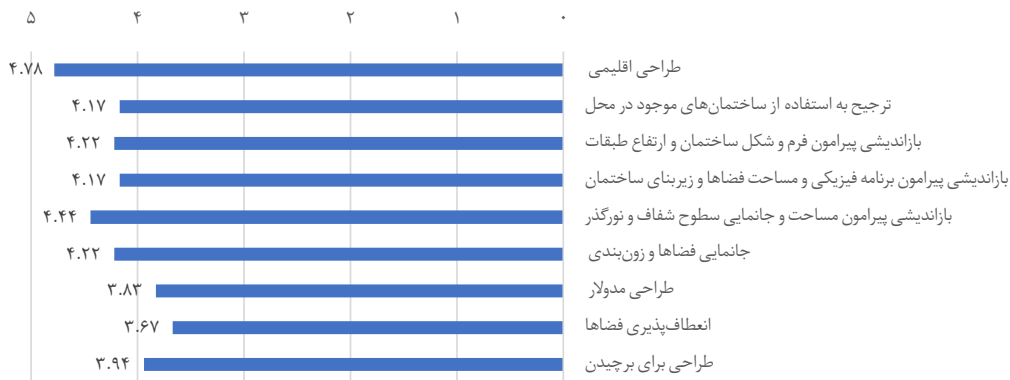 ۵ ۴ ۳ ۲ ۱ ۰
طراحی اقلیمی ۴.۷۸
ترجیح به استفاده از ساختمان‌های موجود در محل ۴.۱۷
بازاندیشی پیرامون فرم و شکل ساختمان و ارتفاع طبقات ۴.۲۲
بازاندیشی پیرامون برنامه فیزیکی و مساحت فضاها و زیربنای ساختمان ۴.۱۷
بازاندیشی پیرامون مساحت و جانمایی سطوح شفاف و نورگذر ۴.۴۴
جانمایی فضاها و زون‌بندی ۴.۲۲
طراحی مدولار ۳.۸۳
انعطاف‌پذیری فضاها ۳.۶۷
طراحی برای برچیدن ۳.۹۴